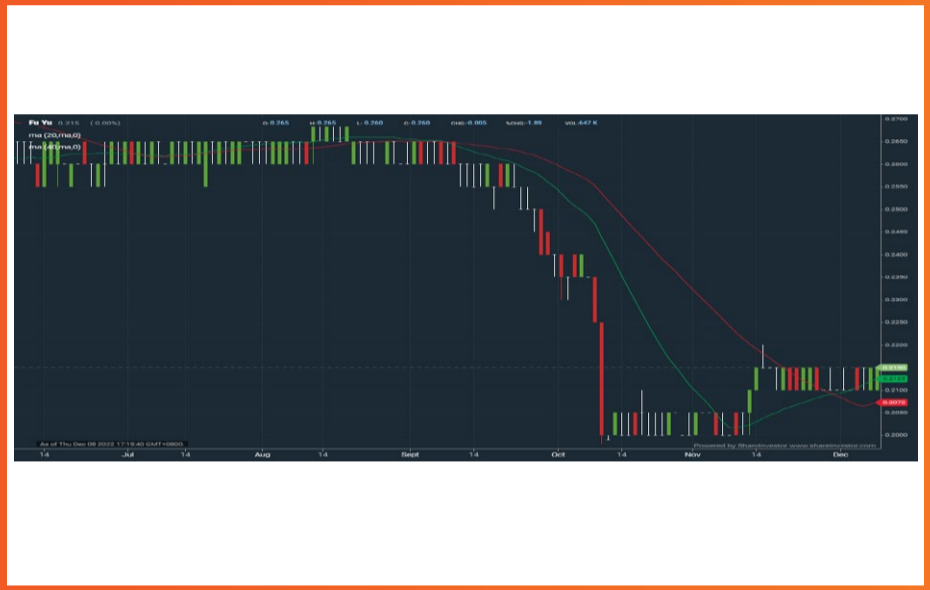 Fu Yu 0.215 (0.00%) O: 0.265 H: 0.265 L: 0.260 C: 0.260 CHG:-0.005 %CHG:-1.89 VOL:647 K
ma (20,ma,0)
ma (40,ma,0)
0.2700
0.2650
0.2600
0.2550
0.2500
0.2450
0.2400
0.2350
0.2300
0.2250
0.2200
0.2150
0.2100
0.2070
0.2050
0.2000
As of Thu Dec 08 2022 17:19:40 GMT+0800
Powered by ShareInvestor www.shareinvestor.com
14 Jul 14 Aug 14 Sept 14 Oct 14 Nov 14 Dec